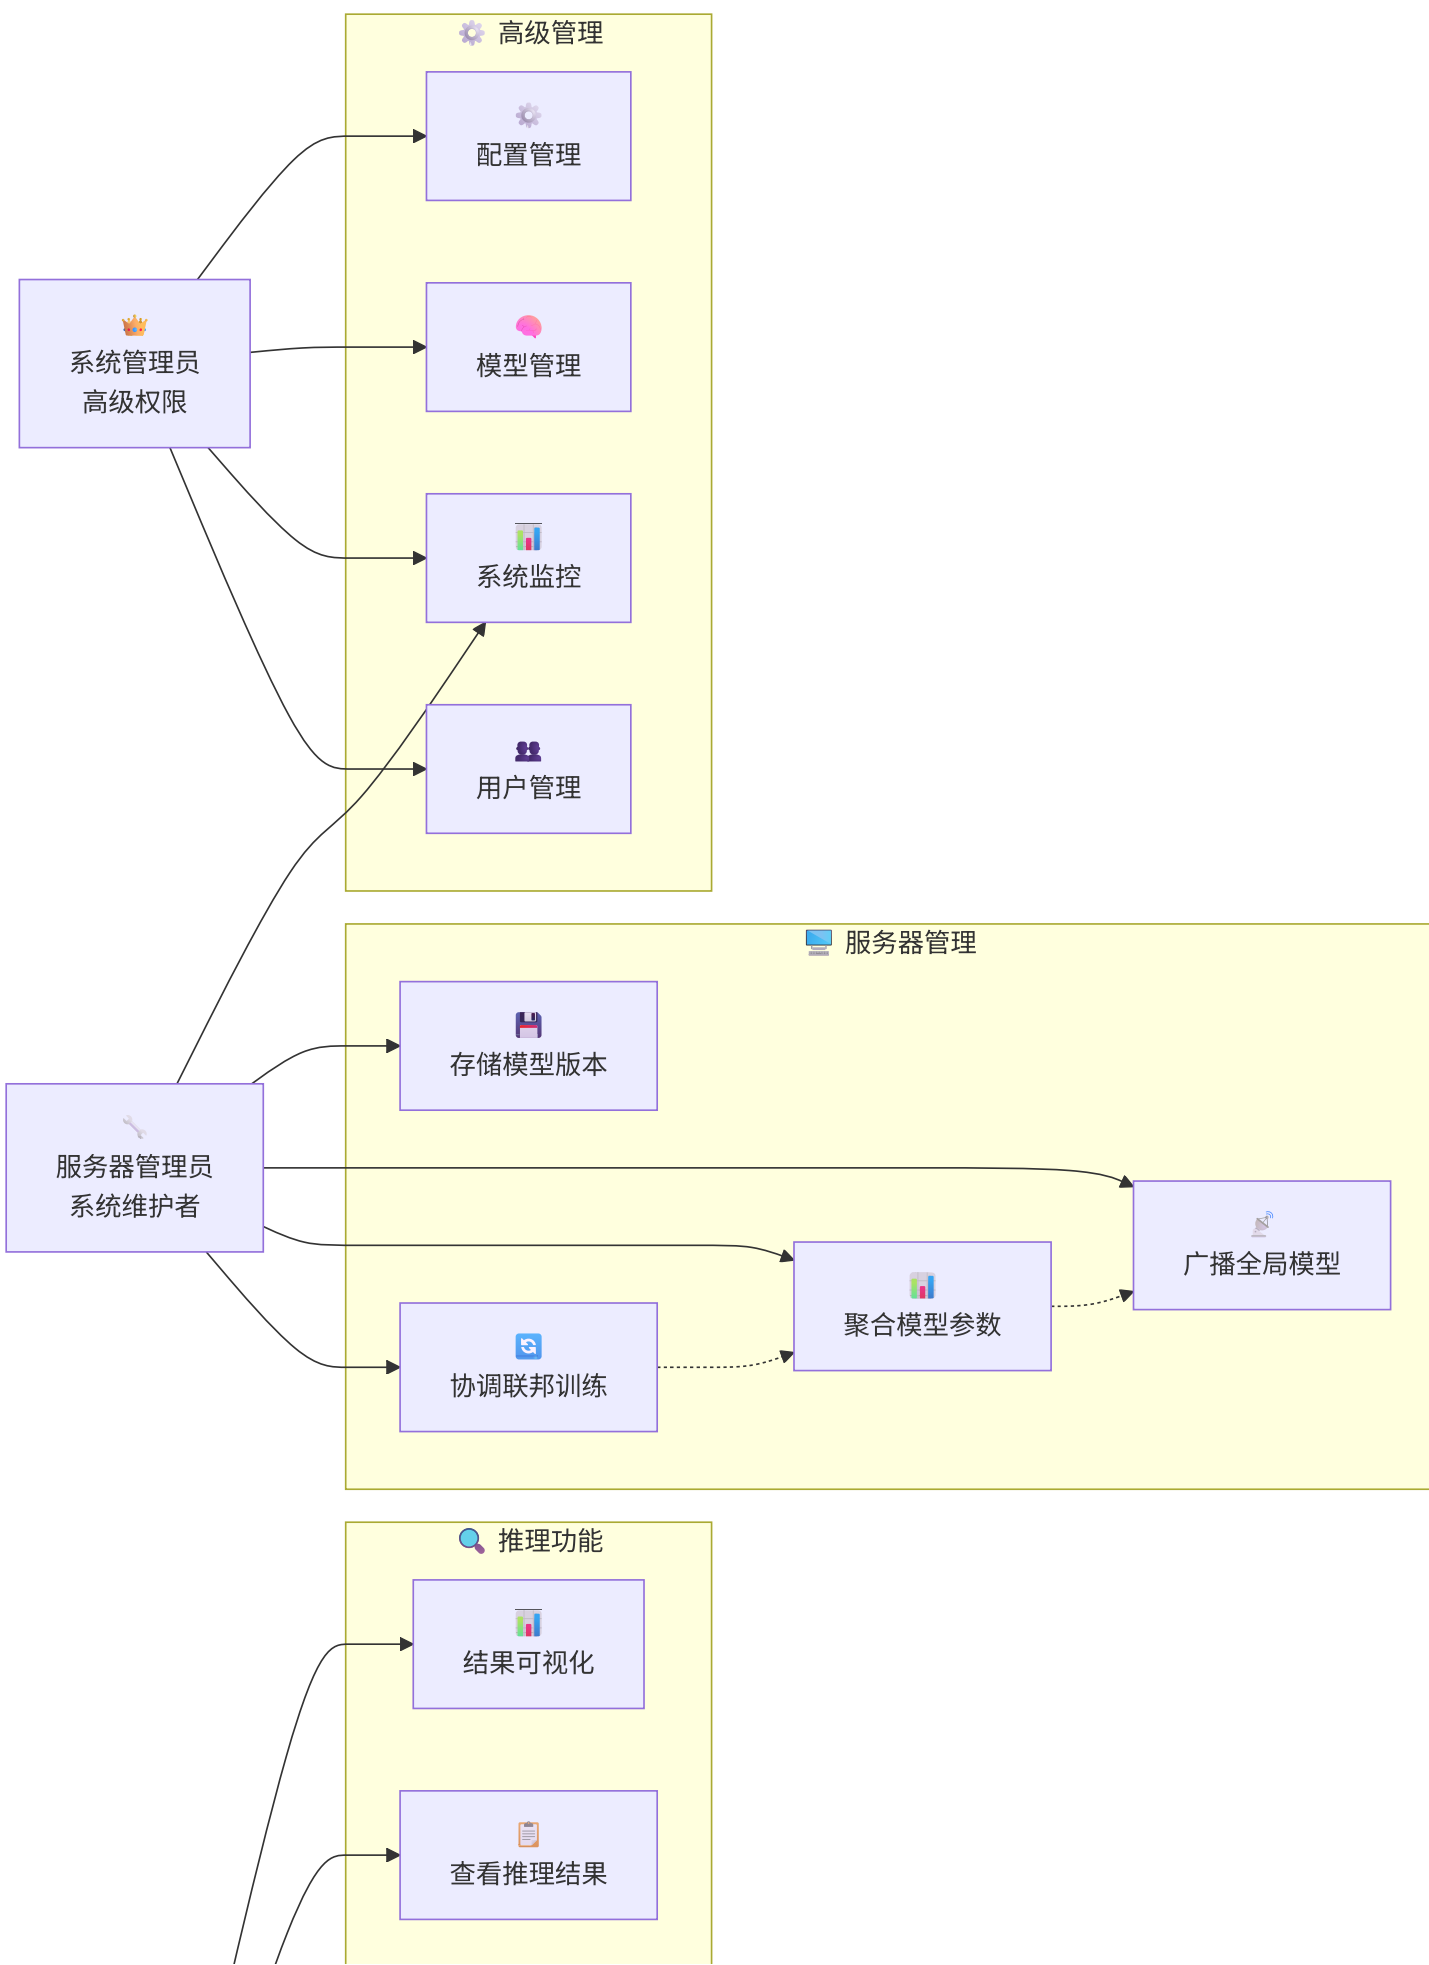 高级管理
配置管理
系统管理员
高级权限
模型管理
系统监控
用户管理
服务器管理
存储模型版本
服务器管理员
系统维护者
广播全局模型
聚合模型参数
协调联邦训练
推理功能
结果可视化
查看推理结果